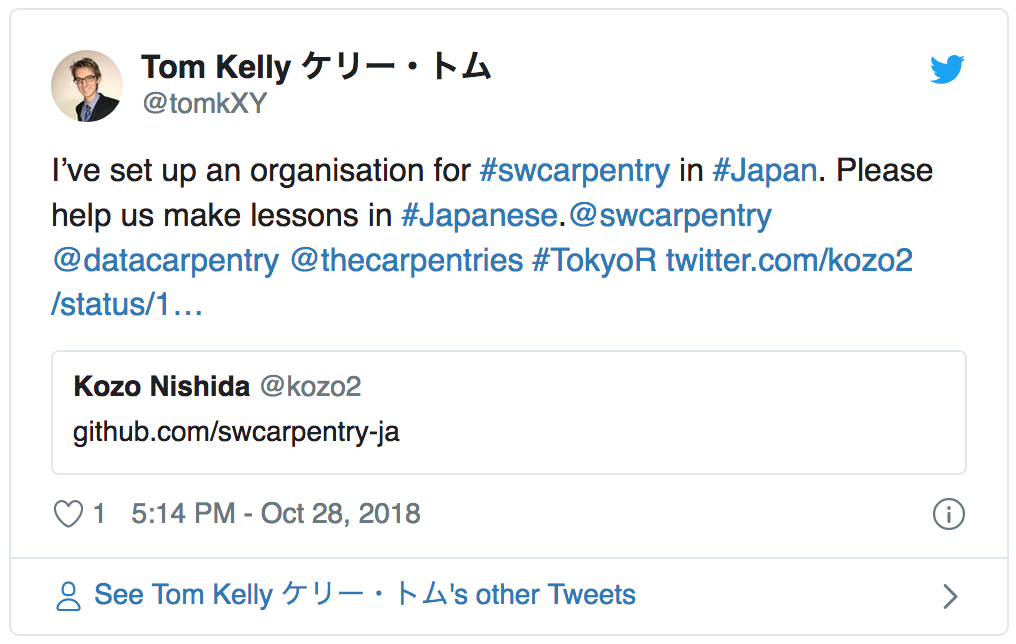 Tom Kelly ケリー・トム
@tomkXY
I’ve set up an organisation for #swcarpentry in #Japan. Please
help us make lessons in #Japanese.@swcarpentry
@datacarpentry @thecarpentries #TokyoR twitter.com/kozo2
/status/1…
Kozo Nishida @kozo2
github.com/swcarpentry-ja
1 5:14 PM - Oct 28, 2018
See Tom Kelly ケリー・トム's other Tweets